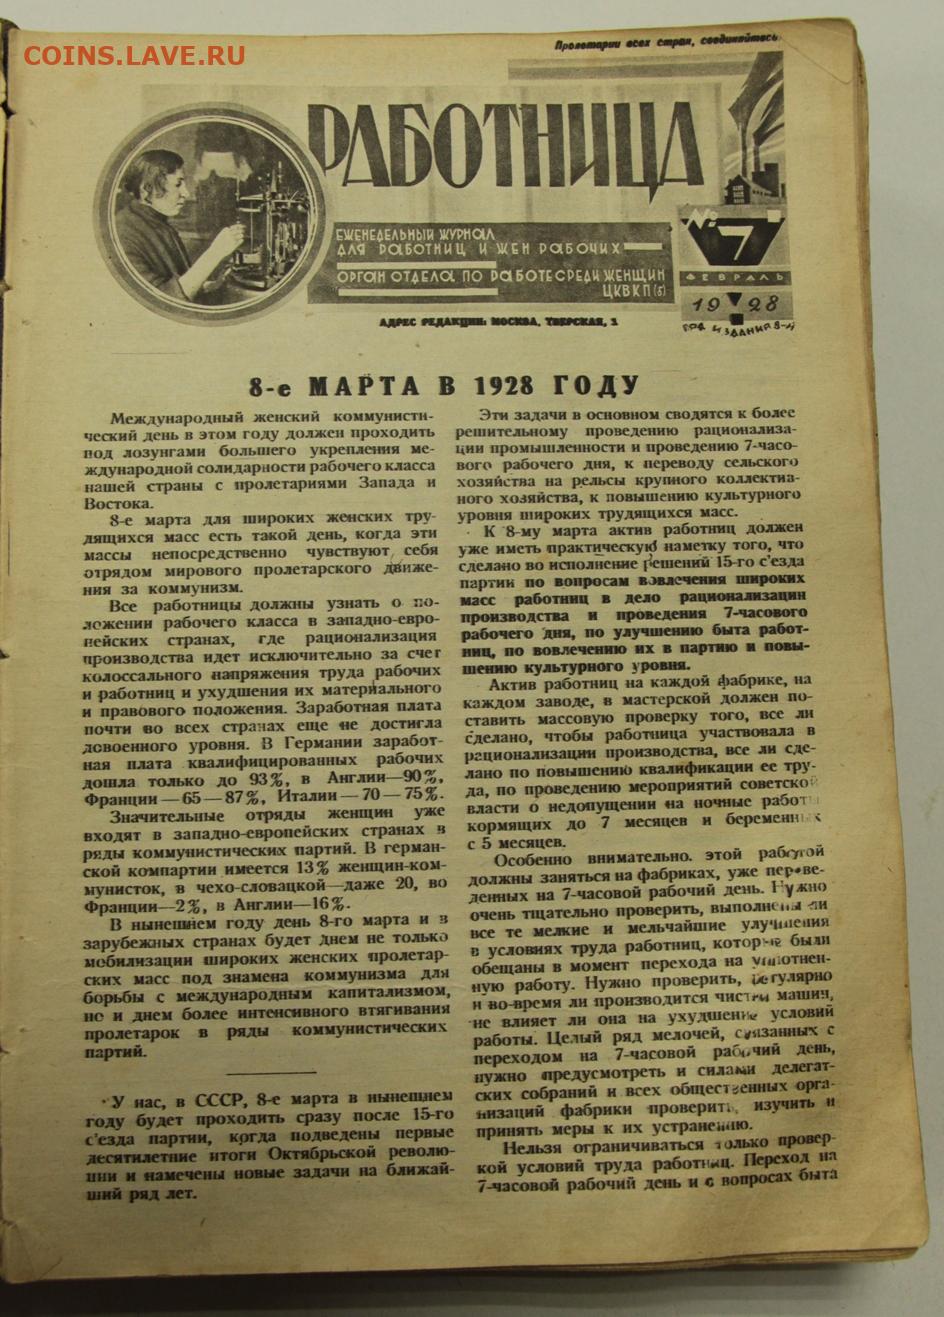 COINS.LAVE.RU
Пролетарии всех стран, соединяйтесь
РАБОТНИЦА
ЕЖЕНЕДЕЛЬНЫЙ ЖУРНАЛ
ДЛЯ РАБОТНИЦ И ЖЕН РАБОЧИХ
ОРГАН ОТДЕЛА ПО РАБОТЕ СРЕДИ ЖЕНЩИН
ЦКВКП(б)
№ 7
ФЕВРАЛЬ
1928
ГОД ИЗДАНИЯ 8-й
АДРЕС РЕДАКЦИИ: МОСКВА, ТВЕРСКАЯ, 1
8-е МАРТА В 1928 ГОДУ
Международный женский коммунисти-
ческий день в этом году должен проходить
под лозунгами большего укрепления ме-
ждународной солидарности рабочего класса
нашей страны с пролетариями Запада и
Востока.
8-е марта для широких женских тру-
дящихся масс есть такой день, когда эти
массы непосредственно чувствуют себя
отрядом мирового пролетарского движе-
ния за коммунизм.
Все работницы должны узнать о по-
ложении рабочего класса в западно-евро-
пейских странах, где рационализация
производства идет исключительно за счет
колоссального напряжения труда рабочих
и работниц и ухудшения их материального
и правового положения. Заработная плата
почти во всех странах еще не достигла
довоенного уровня. В Германии заработ-
ная плата квалифицированных рабочих
дошла только до 93%, в Англии—90%,
Франции—65—87%, Италии—70—75%.
Значительные отряды женщин уже
входят в западно-европейских странах в
ряды коммунистических партий. В герман-
ской компартии имеется 13% женщин-ком-
мунисток, в чехо-словацкой—даже 20, во
Франции—2%, в Англии—16%.
В нынешнем году день 8-го марта и в
зарубежных странах будет днем не только
мобилизации широких женских пролетар-
ских масс под знамена коммунизма для
борьбы с международным капитализмом,
но и днем более интенсивного втягивания
пролетарок в ряды коммунистических
партий.
У нас, в СССР, 8-е марта в нынешнем
году будет проходить сразу после 15-го
с'езда партии, когда подведены первые
десятилетние итоги Октябрьской револю-
ции и намечены новые задачи на ближай-
ший ряд лет.
Эти задачи в основном сводятся к более
решительному проведению рационализа-
ции промышленности и проведению 7-часо-
вого рабочего дня, к переводу сельского
хозяйства на рельсы крупного коллектив-
ного хозяйства, к повышению культурного
уровня широких трудящихся масс.
К 8-му марта актив работниц должен
уже иметь практическую наметку того, что
сделано во исполнение решений 15-го с'езда
партии по вопросам вовлечения широких
масс работниц в дело рационализации
производства и проведения 7-часового
рабочего дня, по улучшению быта работ-
ниц, по вовлечению их в партию и повы-
шению культурного уровня.
Актив работниц на каждой фабрике, на
каждом заводе, в мастерской должен по-
ставить массовую проверку того, все ли
сделано, чтобы работница участвовала в
рационализации производства, все ли сде-
лано по повышению квалификации ее тру-
да, по проведению мероприятий советской
власти о недопущении на ночные работы
кормящих до 7 месяцев и беременных
с 5 месяцев.
Особенно внимательно этой работой
должны заняться на фабриках, уже переве-
денных на 7-часовой рабочий день. Нужно
очень тщательно проверить, выполнены ли
все те мелкие и мельчайшие улучшения
в условиях труда работниц, которые были
обещаны в момент перехода на уплотнен-
ную работу. Нужно проверить, регулярно
и во-время ли производится чистка машин,
не влияет ли она на ухудшение условий
работы. Целый ряд мелочей, связанных с
переходом на 7-часовой рабочий день,
нужно предусмотреть и силами делегат-
ских собраний и всех общественных орга-
низаций фабрики проверить, изучить и
принять меры к их устранению.
Нельзя ограничиваться только провер-
кой условий труда работниц. Переход на
7-часовой рабочий день и с вопросах быта